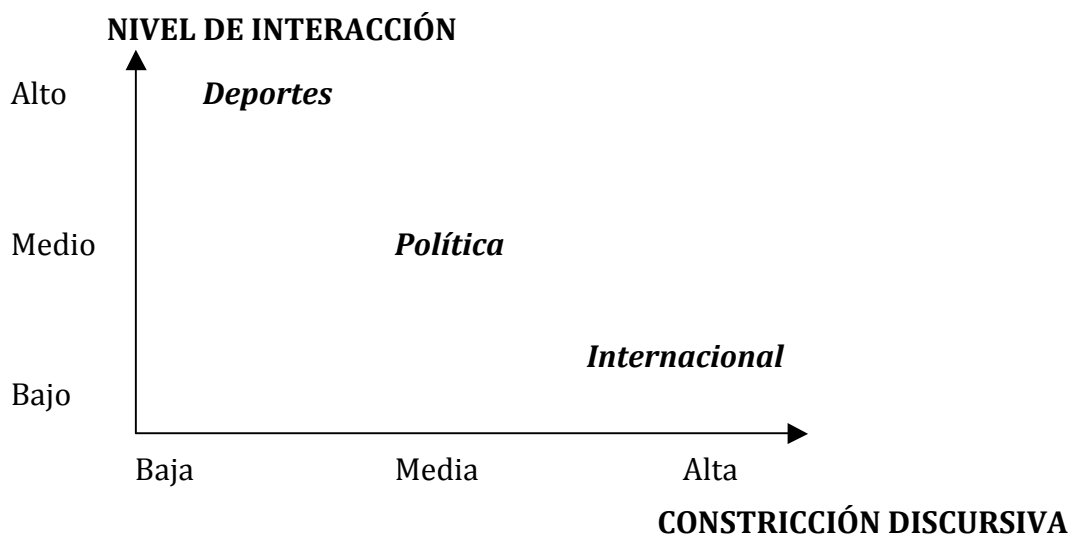 NIVEL DE INTERACCIÓN
Alto Deportes
Medio Política
Internacional
Bajo
Baja Media Alta
CONSTRICCIÓN DISCURSIVA